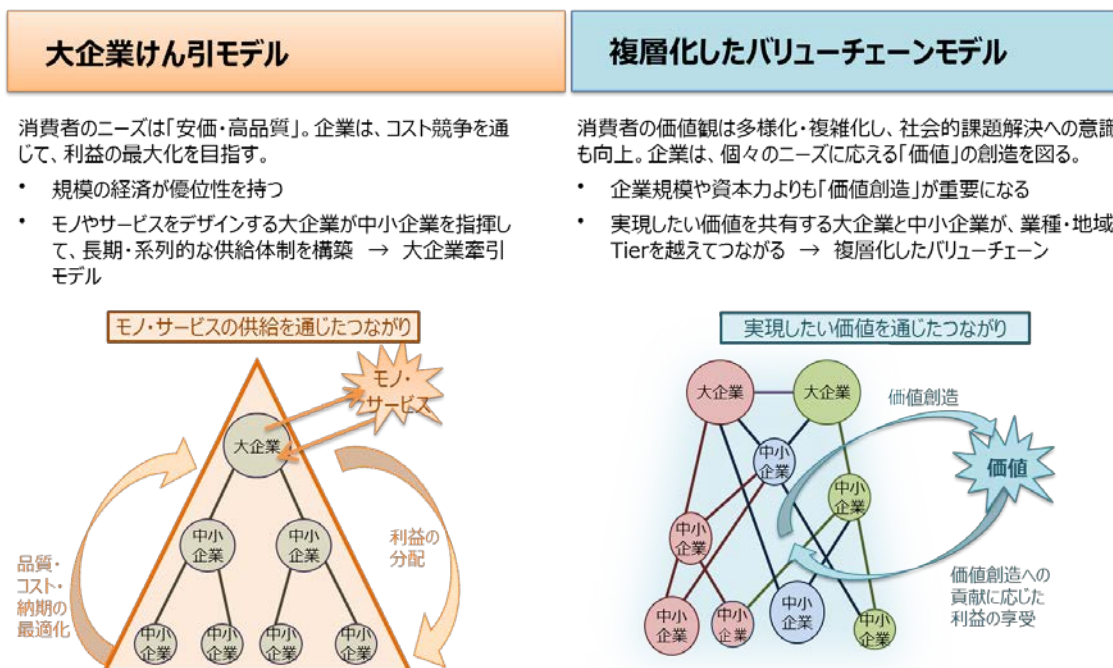 大企業けん引モデル
消費者のニーズは「安価・高品質」。企業は、コスト競争を通
じて、利益の最大化を目指す。
• 規模の経済が優位性を持つ
• モノやサービスをデザインする大企業が中小企業を指揮し
て、長期・系列的な供給体制を構築 → 大企業牽引
モデル
モノ・サービスの供給を通じたつながり
モノ・
サービス
大企業
中小
企業
中小
企業
品質・
コスト・
納期の
最適化
利益の
分配
中小
企業
中小
企業
中小
企業
中小
企業
複層化したバリューチェーンモデル
消費者の価値観は多様化・複雑化し、社会的課題解決への意識
も向上。企業は、個々のニーズに応える「価値」の創造を図る。
• 企業規模や資本力よりも「価値創造」が重要になる
• 実現したい価値を共有する大企業と中小企業が、業種・地域
Tierを越えてつながる → 複層化したバリューチェーン
実現したい価値を通じたつながり
大企業
大企業
価値創造
中小
企業
価値
中小
企業
中小
企業
価値創造への
貢献に応じた
利益の享受
中小
企業
中小
企業
中小
企業
中小
企業